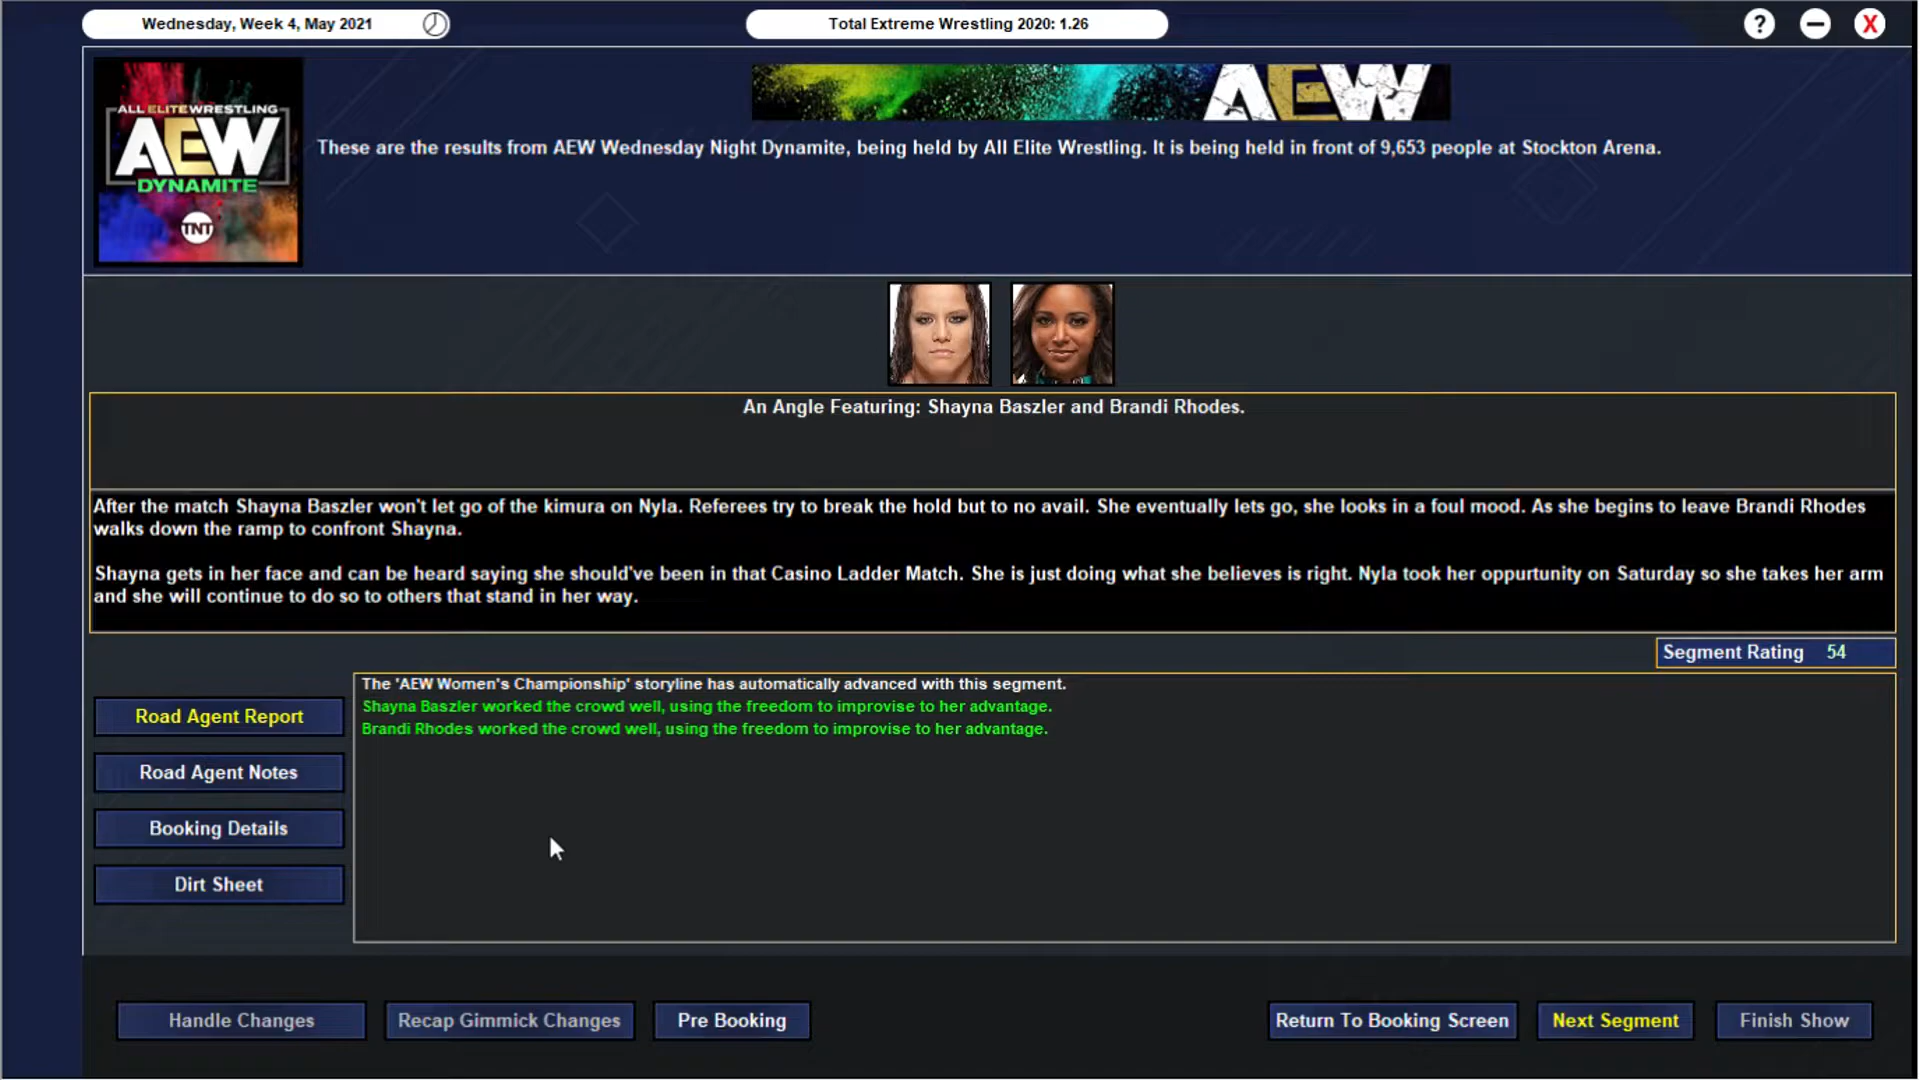 Wednesday, Week 4, May 2021
Total Extreme Wrestling 2020: 1.26
?
X
ALL ELITE WRESTLING
AEW
DYNAMITE
TNT
AEW
These are the results from AEW Wednesday Night Dynamite, being held by All Elite Wrestling. It is being held in front of 9,653 people at Stockton Arena.
An Angle Featuring: Shayna Baszler and Brandi Rhodes.
After the match Shayna Baszler won't let go of the kimura on Nyla. Referees try to break the hold but to no avail. She eventually lets go, she looks in a foul mood. As she begins to leave Brandi Rhodes
walks down the ramp to confront Shayna.
Shayna gets in her face and can be heard saying she should've been in that Casino Ladder Match. She is just doing what she believes is right. Nyla took her oppurtunity on Saturday so she takes her arm
and she will continue to do so to others that stand in her way.
Segment Rating 54
The 'AEW Women's Championship' storyline has automatically advanced with this segment.
Shayna Baszler worked the crowd well, using the freedom to improvise to her advantage.
Brandi Rhodes worked the crowd well, using the freedom to improvise to her advantage.
Road Agent Report
Road Agent Notes
Booking Details
Dirt Sheet
Handle Changes
Recap Gimmick Changes
Pre Booking
Return To Booking Screen
Next Segment
Finish Show